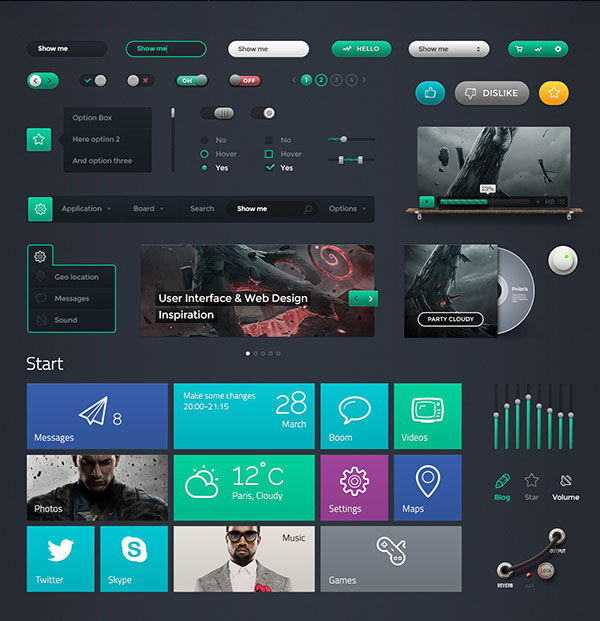 Show me
Show me
Show me
HELLO
Show me
ON
OFF
1 2 3 4
DISLIKE
Option Box
Here option 2
And option three
No
Hover
Yes
No
Hover
Yes
23%
HD
Application
Board
Search
Show me
Options
Geo location
Messages
Sound
User Interface & Web Design
Inspiration
Polaris
PARTY CLOUDY
Start
8
Messages
Make some changes
20:00-21:15
28
March
Boom
Videos
Photos
12°C
Paris, Cloudy
Settings
Maps
Blog
Star
Volume
Twitter
Skype
Music
Games
OUTPUT
REVERB
LOCK